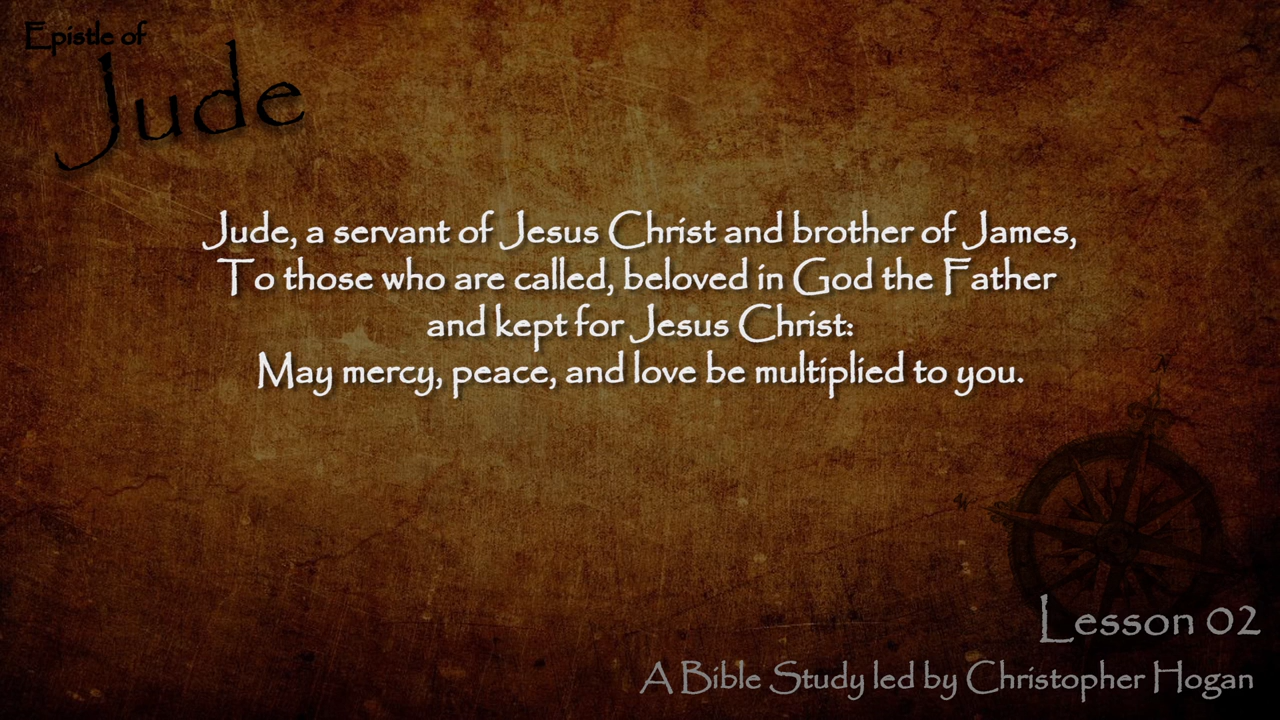 Epistle of
Jude
Jude, a servant of Jesus Christ and brother of James,
To those who are called, beloved in God the Father
and kept for Jesus Christ:
May mercy, peace, and love be multiplied to you.
N
W
Lesson 02
A Bible Study led by Christopher Hogan